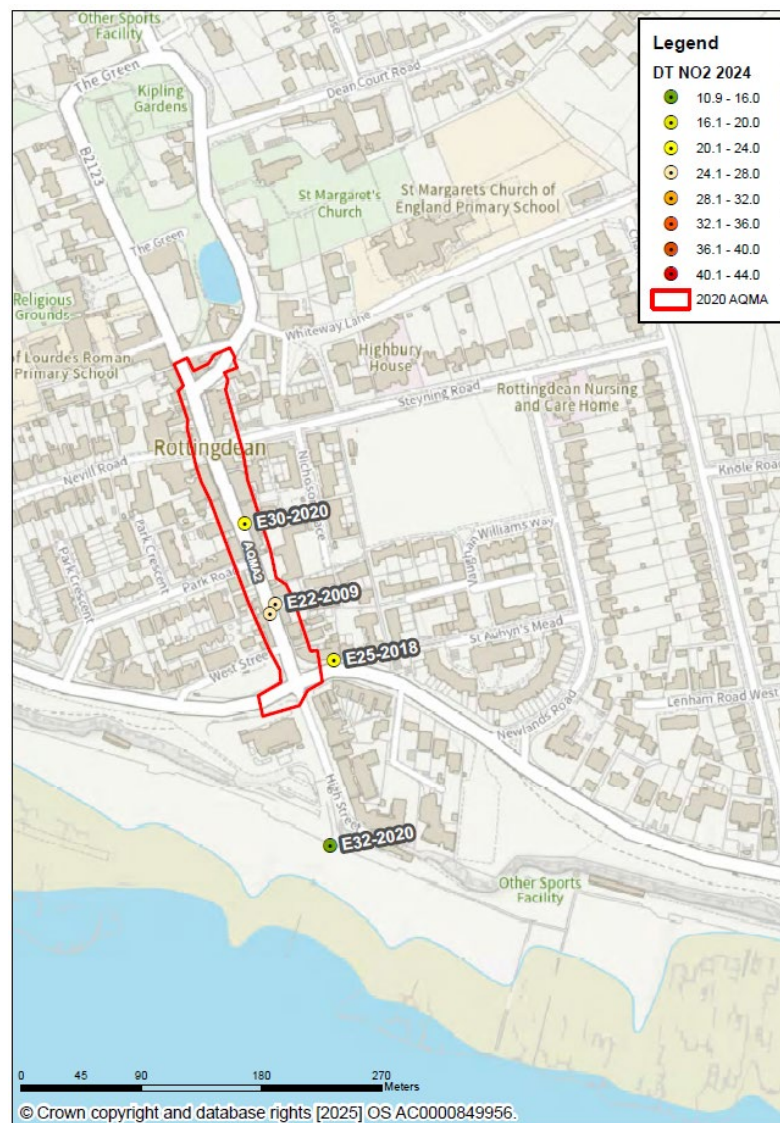 Other Sports
Facility
The Green
Kipling
Gardens
Dean Court Road
B2123
St Margaret's
Church
St Margarets Church of
England Primary School
The Green
Religious
Grounds
Whiteway Lane
of Lourdes Roman
Primary School
Highbury
House
Steyning Road
Rottingdean Nursing
and Care Home
Rottingdean
Nevill Road
Knole Road
Park Crescent
Park Crescent
E30-2020
AQMA2
Park Road
E22-2009
West Street
E25-2018
St Aubyn's Mead
Newlands Road
Lenham Road West
High Street
E32-2020
Other Sports
Facility
Legend
DT NO2 2024
10.9 - 16.0
16.1 - 20.0
20.1 - 24.0
24.1 - 28.0
28.1 - 32.0
32.1 - 36.0
36.1 - 40.0
40.1 - 44.0
2020 AQMA
0 45 90 180 270
Meters
© Crown copyright and database rights [2025] OS AC0000849956.